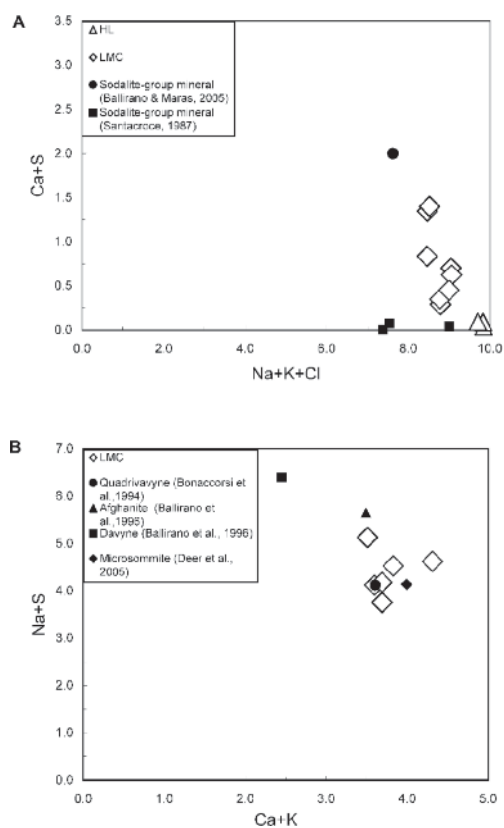 A
3.5
3.0
2.5
2.0
1.5
1.0
0.5
0.0
Ca+S
HL
LMC
Sodalite-group mineral
(Ballirano & Maras, 2005)
Sodalite-group mineral
(Santacroce, 1987)
0.0 2.0 4.0 6.0 8.0 10.0
Na+K+Cl
B
7.0
6.0
5.0
4.0
3.0
2.0
1.0
0.0
Na+S
LMC
Quadrivavyne (Bonaccorsi et
al.,1994)
Afghanite (Ballirano et
Davyne (Ballirano et al., 1996)
Microsommile (Deer et al.,
2005)
0.0 1.0 2.0 3.0 4.0 5.0
Ca+K